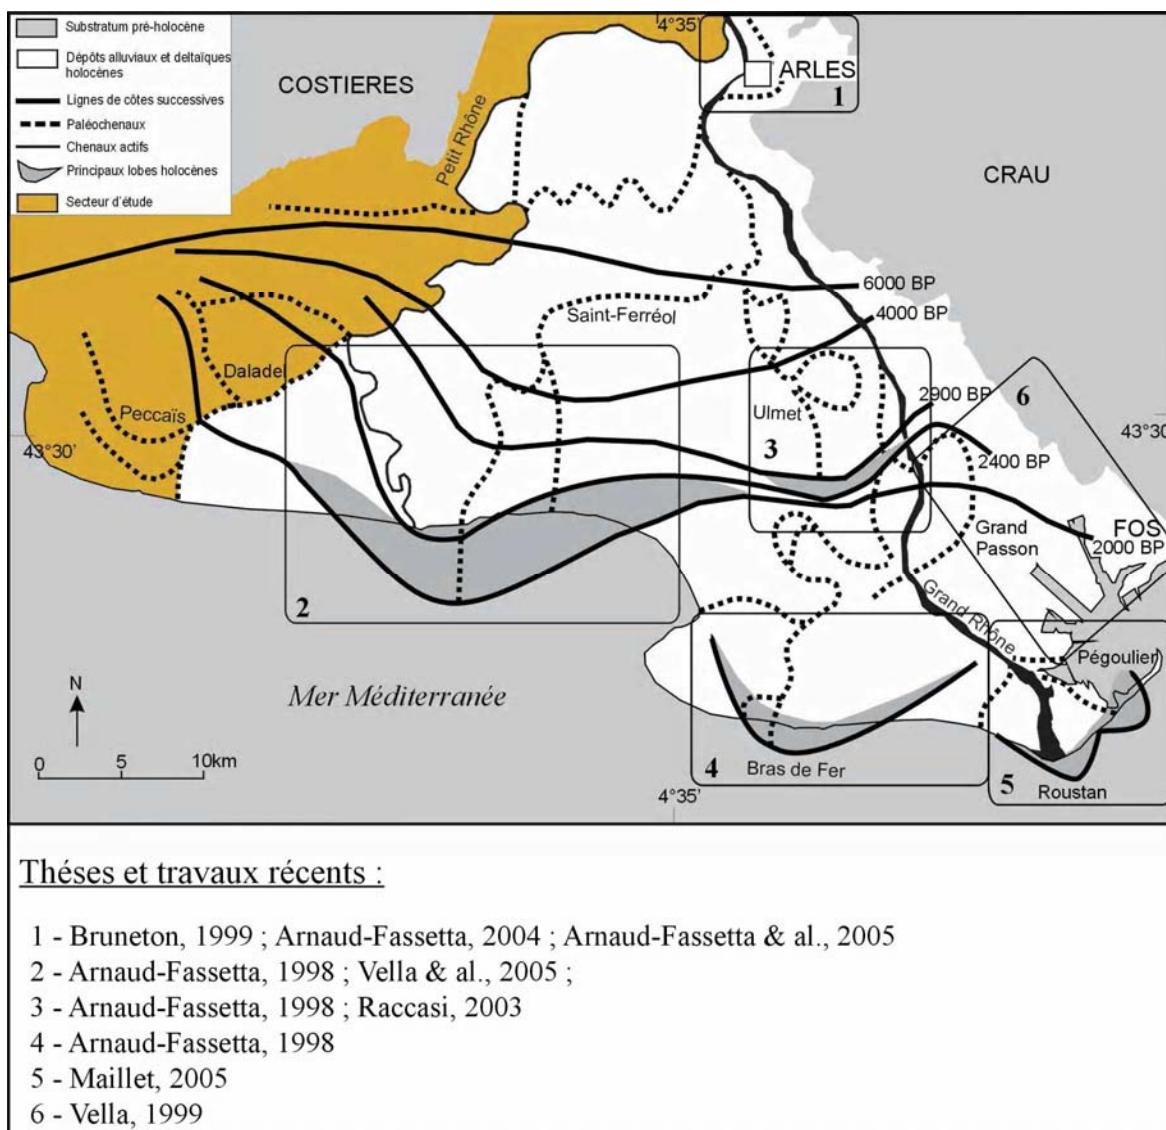 Substratum pré-holocène
Dépôts alluviaux et deltaïques
holocènes
Lignes de côtes successives
Paléochenaux
Chenaux actifs
Principaux lobes holocènes
Secteur d'étude
4°35'
ARLES
1
COSTIERES
Petit Rhône
CRAU
6000 BP
4000 BP
Saint-Ferréol
Daladel
Peccaïs
Ulmet
3
2900 BP
6
43°30'
43°30
2400 BP
Grand
Passon
FOS
2000 BP
2
Grand Rhône
Pégoulier
N
Mer Méditerranée
0 5 10km
4
Bras de Fer
5
Roustan
4°35'
Théses et travaux récents :
1 - Bruneton, 1999 ; Arnaud-Fassetta, 2004 ; Arnaud-Fassetta & al., 2005
2 - Arnaud-Fassetta, 1998 ; Vella & al., 2005 ;
3 - Arnaud-Fassetta, 1998 ; Raccasi, 2003
4 - Arnaud-Fassetta, 1998
5 - Maillet, 2005
6 - Vella, 1999